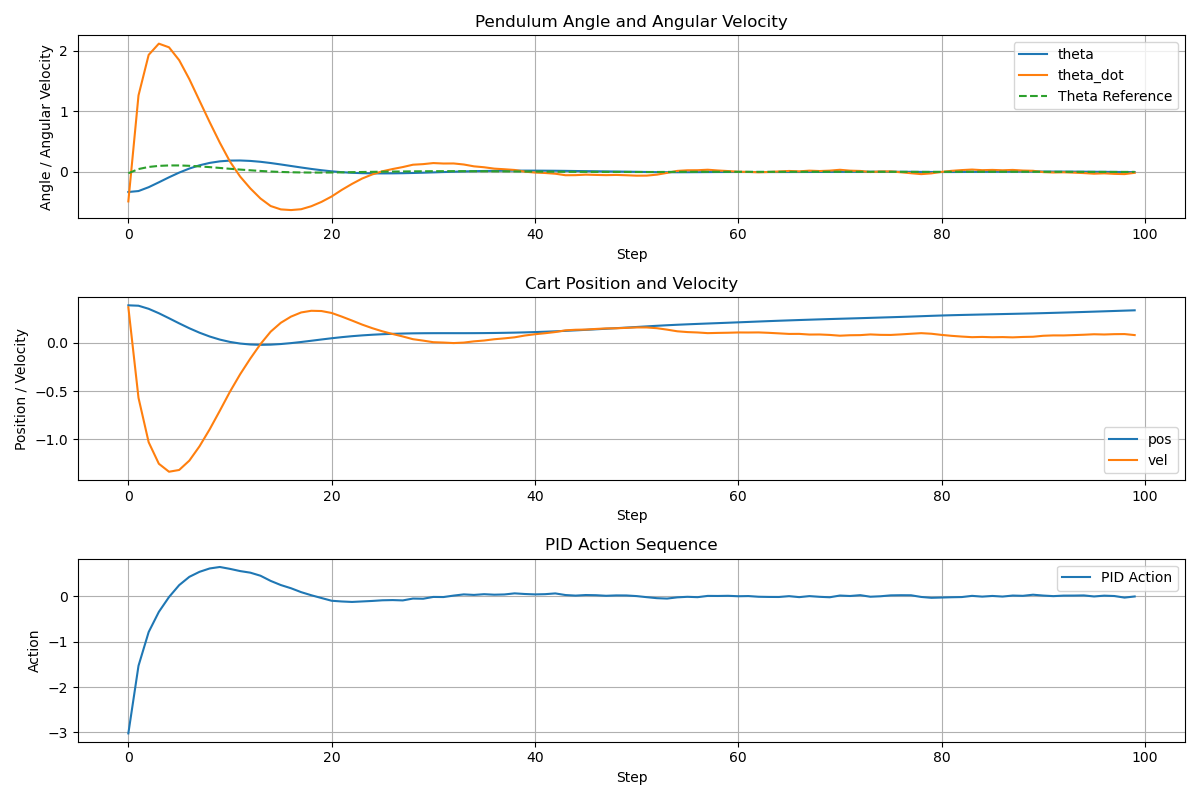 Pendulum Angle and Angular Velocity
Angle / Angular Velocity
2
1
0
theta
theta_dot
Theta Reference
0 20 40 60 80 100
Step
Cart Position and Velocity
Position / Velocity
0.0
−0.5
−1.0
pos
vel
0 20 40 60 80 100
Step
PID Action Sequence
Action
0
−1
−2
−3
PID Action
0 20 40 60 80 100
Step